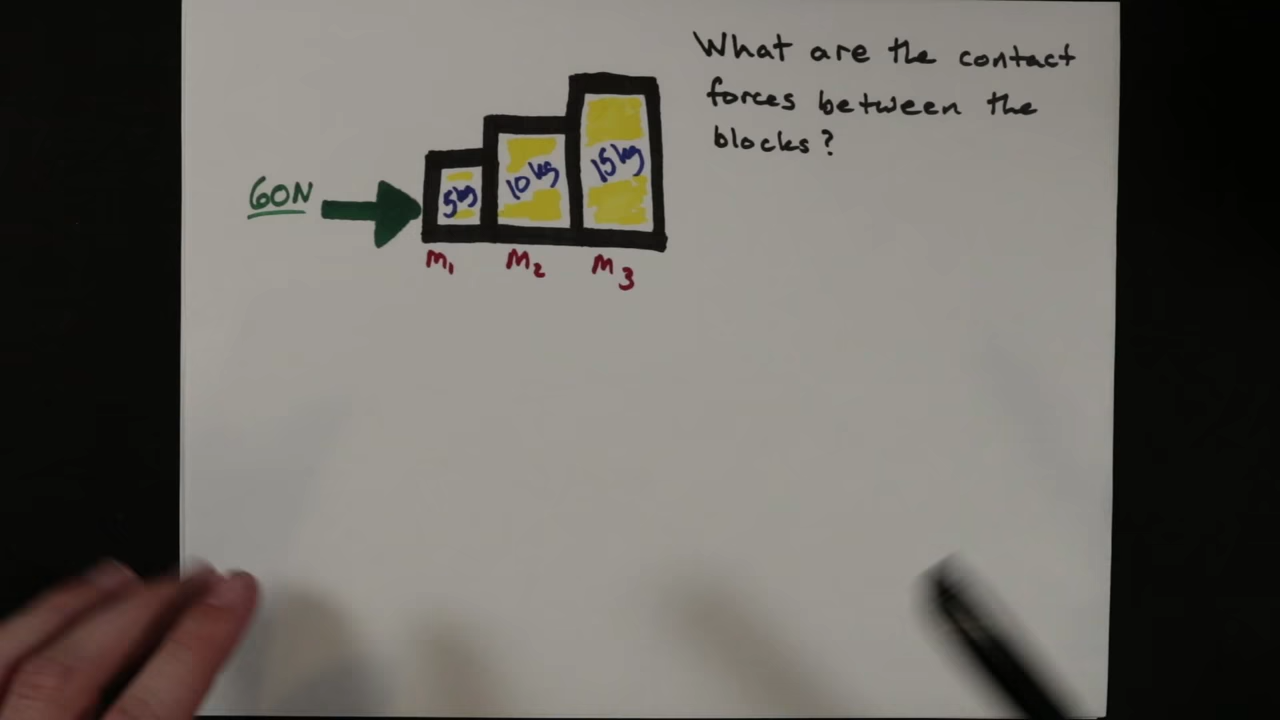 What are the contact
forces between the
blocks?
60N
5kg 10kg 15kg
M1 M2 M3